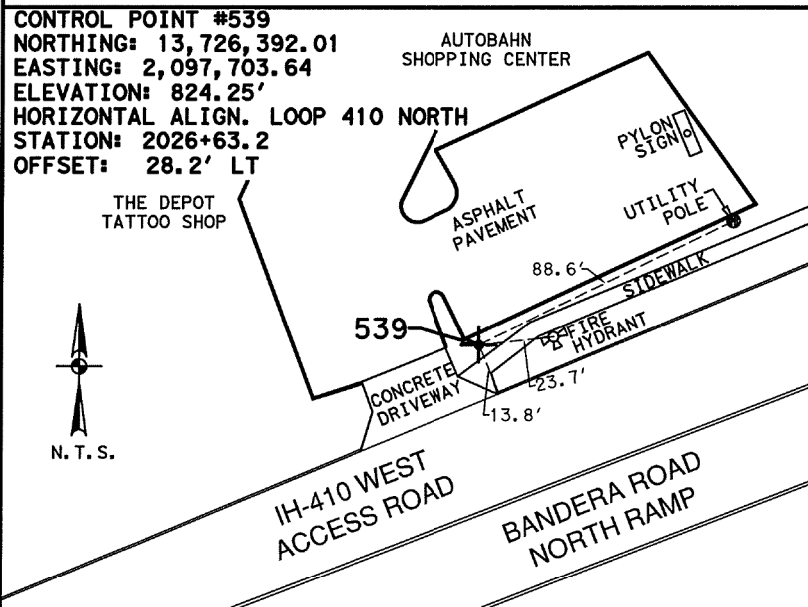 CONTROL POINT #539
NORTHING: 13,726,392.01
EASTING: 2,097,703.64
ELEVATION: 824.25'
HORIZONTAL ALIGN. LOOP 410 NORTH
STATION: 2026+63.2
OFFSET: 28.2' LT
AUTOBAHN
SHOPPING CENTER
THE DEPOT
TATTOO SHOP
PYLON
SIGN
ASPHALT
PAVEMENT
UTILITY
POLE
88.6'
SIDEWALK
539
FIRE
HYDRANT
CONCRETE
DRIVEWAY
23.7'
13.8'
N.T.S.
IH-410 WEST
ACCESS ROAD
BANDERA ROAD
NORTH RAMP